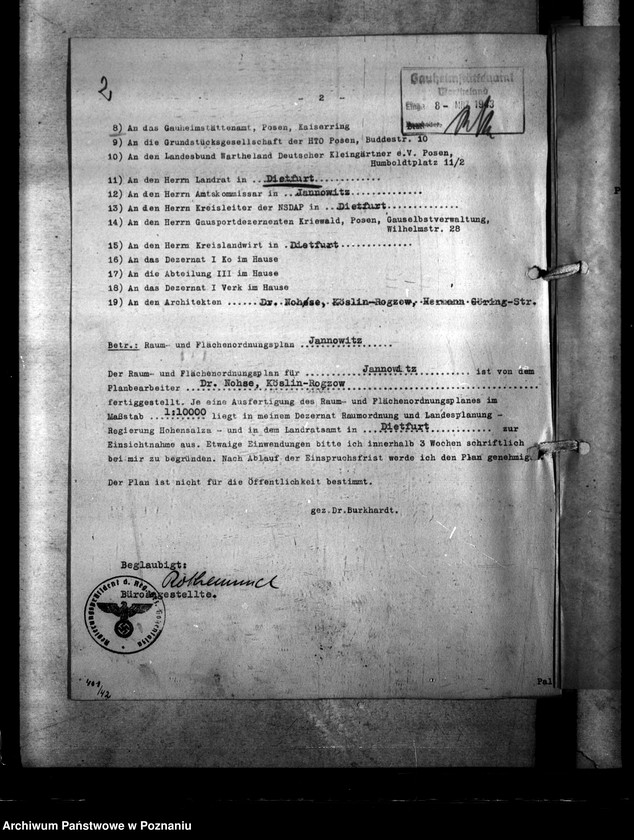 2
- 2 -
Gauheimstättenamt
Wartheland
Eing. 8 - 1943
8) An das Gauheimstättenamt, Posen, Kaiserring
9) An die Grundstücksgesellschaft der HTO Posen, Buddestr. 10
10) An den Landesbund Wartheland Deutscher Kleingärtner e.V. Posen,
Humboldtplatz 11/2
11) An den Herrn Landrat in ...Dietfurt...............
12) An den Herrn Amtskommissar in ..Jannowitz..............
13) An den Herrn Kreisleiter der NSDAP in ..Dietfurt...............
14) An den Herrn Gausportdezernenten Kriewald, Posen, Gauselbstverwaltung,
Wilhelmstr. 28
15) An den Herrn Kreislandwirt in .Dietfurt...............
16) An das Dezernat I Ko im Hause
17) An die Abteilung III im Hause
18) An das Dezernat I Verk im Hause
19) An den Architekten ...... Dr. Nohse, Köslin-Rogzow, Hermann Göring-Str.
Betr.: Raum- und Flächenordnungsplan Jannowitz
Der Raum- und Flächenordnungsplan für Jannowitz ist von dem
Planbearbeiter Dr. Nohse, Köslin-Rogzow
fertiggestellt. Je eine Ausfertigung des Raum- und Flächenordnungsplanes im
Maßstab ...1:10000 liegt in meinem Dezernat Raumordnung und Landesplanung -
Regierung Hohensalza - und in dem Landratsamt in ...Dietfurt............ zur
Einsichtnahme aus. Etwaige Einwendungen bitte ich innerhalb 3 Wochen schriftlich
bei mir zu begründen. Nach Ablauf der Einspruchsfrist werde ich den Plan genehmig.
Der Plan ist nicht für die Öffentlichkeit bestimmt.
gez.Dr.Burkhardt.
Beglaubigt:
Büroangestellte.
Regierungspräsident
Hohensalza
401/42
Pal
Archiwum Państwowe w Poznaniu